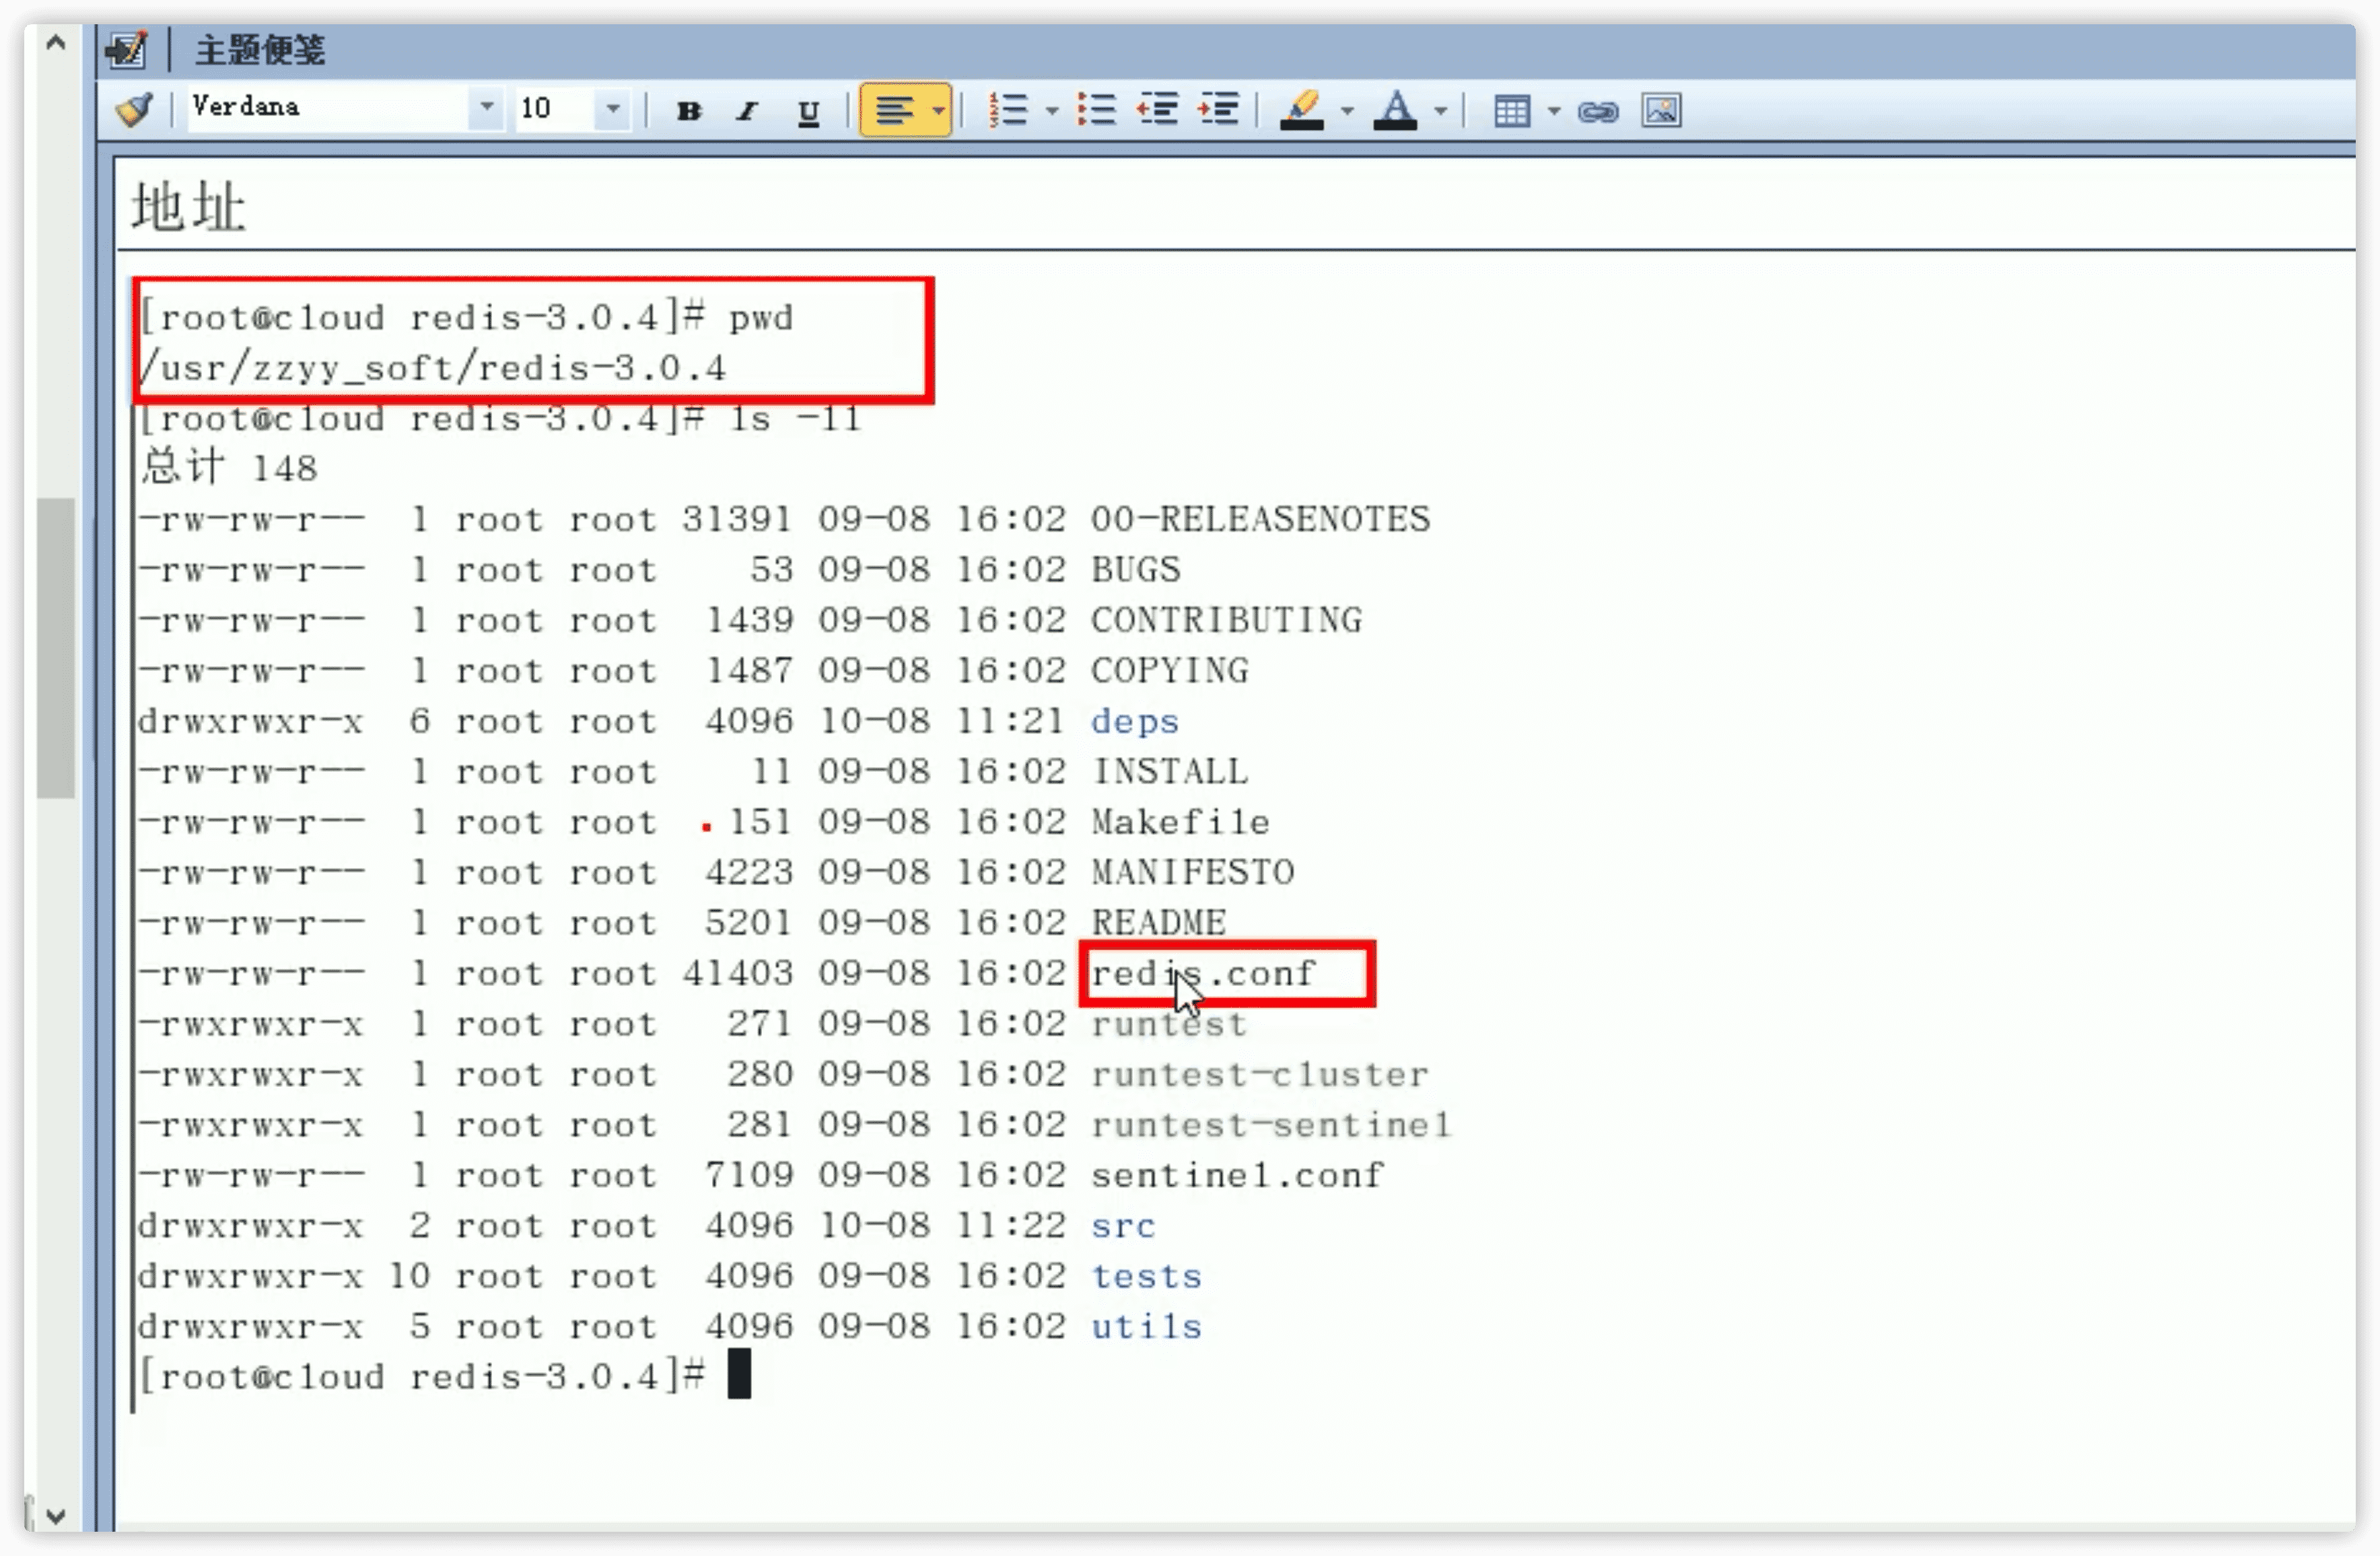 主题便笺
Verdana 10 B I U A
地址
[root@cloud redis-3.0.4]# pwd
/usr/zzyy_soft/redis-3.0.4
[root@cloud redis-3.0.4]# ls -ll
总计 148
-rw-rw-r-- 1 root root 31391 09-08 16:02 00-RELEASENOTES
-rw-rw-r-- 1 root root 53 09-08 16:02 BUGS
-rw-rw-r-- 1 root root 1439 09-08 16:02 CONTRIBUTING
-rw-rw-r-- 1 root root 1487 09-08 16:02 COPYING
drwxrwxr-x 6 root root 4096 10-08 11:21 deps
-rw-rw-r-- 1 root root 11 09-08 16:02 INSTALL
-rw-rw-r-- 1 root root 151 09-08 16:02 Makefile
-rw-rw-r-- 1 root root 4223 09-08 16:02 MANIFESTO
-rw-rw-r-- 1 root root 5201 09-08 16:02 README
-rw-rw-r-- 1 root root 41403 09-08 16:02 redis.conf
-rwxrwxr-x 1 root root 271 09-08 16:02 runtest
-rwxrwxr-x 1 root root 280 09-08 16:02 runtest-cluster
-rwxrwxr-x 1 root root 281 09-08 16:02 runtest-sentinel
-rw-rw-r-- 1 root root 7109 09-08 16:02 sentinel.conf
drwxrwxr-x 2 root root 4096 10-08 11:22 src
drwxrwxr-x 10 root root 4096 09-08 16:02 tests
drwxrwxr-x 5 root root 4096 09-08 16:02 utils
[root@cloud redis-3.0.4]#